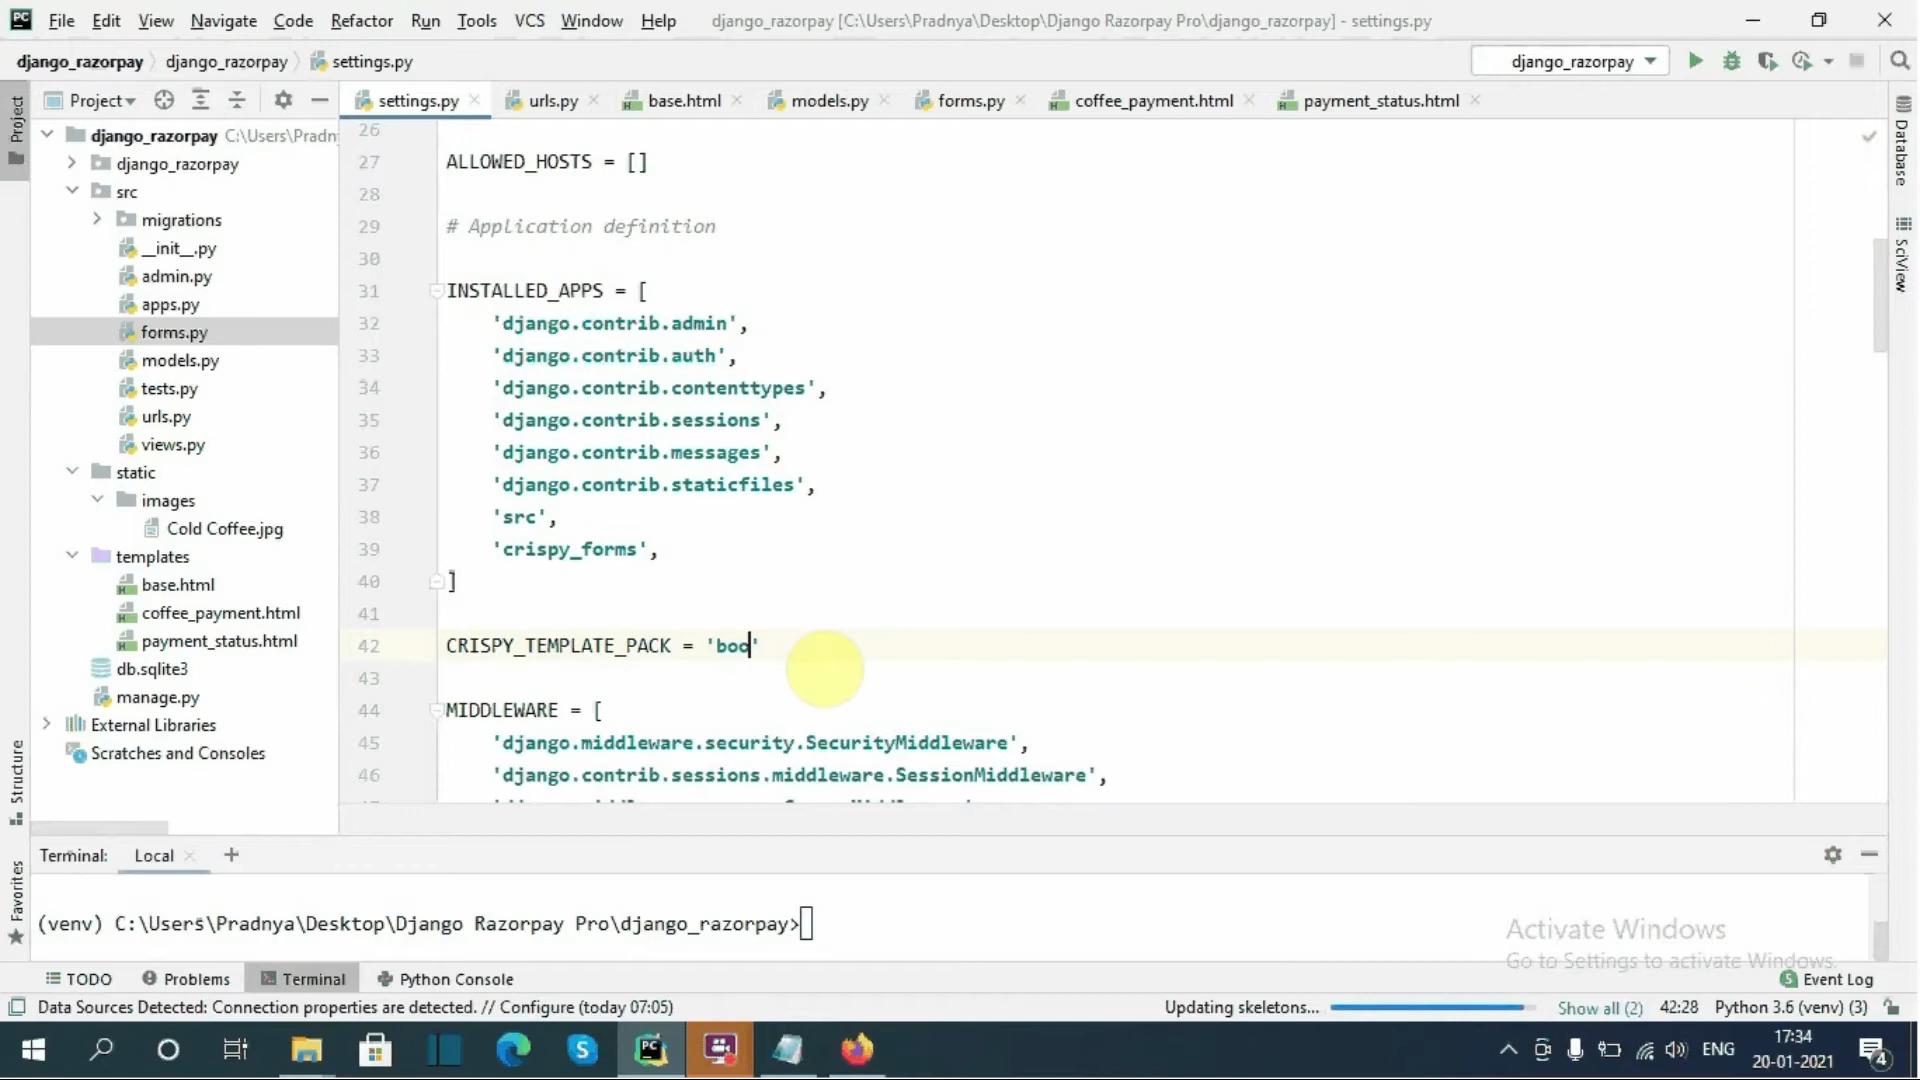 PC File Edit View Navigate Code Refactor Run Tools VCS Window Help django_razorpay [C:\Users\Pradnya\Desktop\Django Razorpay Pro\django_razorpay] - settings.py
django_razorpay django_razorpay settings.py django_razorpay
Project settings.py urls.py base.html models.py forms.py coffee_payment.html payment_status.html
Project
Structure
Favorites
django_razorpay C:\Users\Pradn
django_razorpay
src
migrations
__init__.py
admin.py
apps.py
forms.py
models.py
tests.py
urls.py
views.py
static
images
Cold Coffee.jpg
templates
base.html
coffee_payment.html
payment_status.html
db.sqlite3
manage.py
External Libraries
Scratches and Consoles
26
27 ALLOWED_HOSTS = []
28
29 # Application definition
30
31 INSTALLED_APPS = [
32 'django.contrib.admin',
33 'django.contrib.auth',
34 'django.contrib.contenttypes',
35 'django.contrib.sessions',
36 'django.contrib.messages',
37 'django.contrib.staticfiles',
38 'src',
39 'crispy_forms',
40 ]
41
42 CRISPY_TEMPLATE_PACK = 'boo'
43
44 MIDDLEWARE = [
45 'django.middleware.security.SecurityMiddleware',
46 'django.contrib.sessions.middleware.SessionMiddleware',
Database
SciView
Terminal: Local
(venv) C:\Users\Pradnya\Desktop\Django Razorpay Pro\django_razorpay>
Activate Windows
Go to Settings to activate Windows.
TODO Problems Terminal Python Console 5 Event Log
Data Sources Detected: Connection properties are detected. // Configure (today 07:05) Updating skeletons... Show all (2) 42:28 Python 3.6 (venv) (3)
ENG 17:34
20-01-2021
4